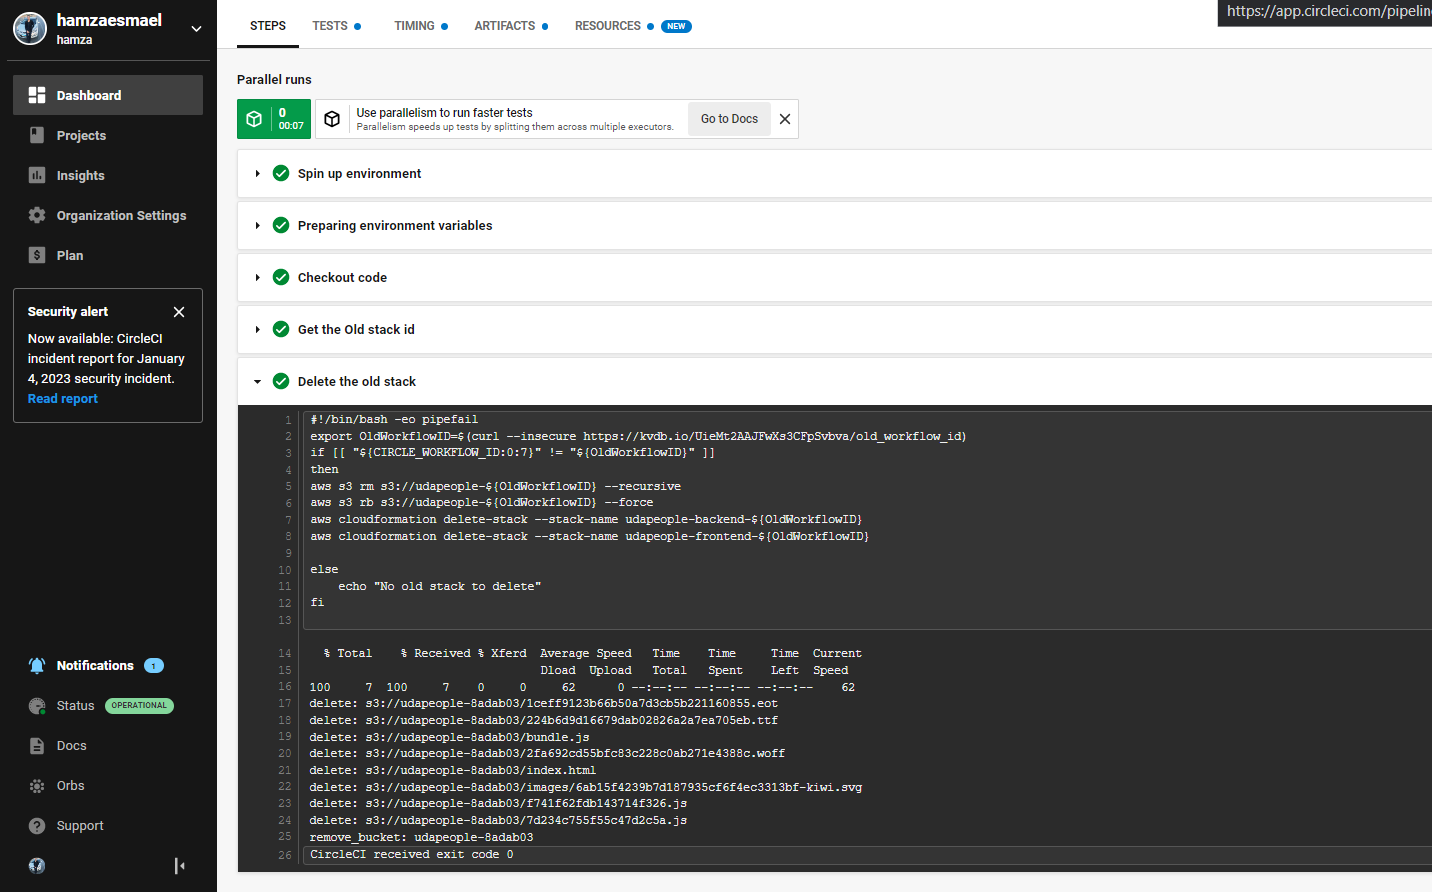 hamzaesmael
hamza
Dashboard
Projects
Insights
Organization Settings
Plan
Security alert
Now available: CircleCI
incident report for January
4, 2023 security incident.
Read report
Notifications 1
Status OPERATIONAL
Docs
Orbs
Support
https://app.circleci.com/pipelin
STEPS TESTS TIMING ARTIFACTS RESOURCES NEW
Parallel runs
0
00:07
Use parallelism to run faster tests
Parallelism speeds up tests by splitting them across multiple executors.
Go to Docs
Spin up environment
Preparing environment variables
Checkout code
Get the Old stack id
Delete the old stack
1 #!/bin/bash -eo pipefail
2 export OldWorkflowID=$(curl --insecure https://kvdb.io/UieMt2AAJFwXs3CFpSvbva/old_workflow_id)
3 if [[ "${CIRCLE_WORKFLOW_ID:0:7}" != "${OldWorkflowID}" ]]
4 then
5 aws s3 rm s3://udapeople-${OldWorkflowID} --recursive
6 aws s3 rb s3://udapeople-${OldWorkflowID} --force
7 aws cloudformation delete-stack --stack-name udapeople-backend-${OldWorkflowID}
8 aws cloudformation delete-stack --stack-name udapeople-frontend-${OldWorkflowID}
9
10 else
11 echo "No old stack to delete"
12 fi
13
14 % Total % Received % Xferd Average Speed Time Time Time Current
15 Dload Upload Total Spent Left Speed
16 100 7 100 7 0 0 62 0 --:--:-- --:--:-- --:--:-- 62
17 delete: s3://udapeople-8adab03/1ceff9123b66b50a7d3cb5b221160855.eot
18 delete: s3://udapeople-8adab03/224b6d9d16679dab02826a2a7ea705eb.ttf
19 delete: s3://udapeople-8adab03/bundle.js
20 delete: s3://udapeople-8adab03/2fa692cd55bfc83c228c0ab271e4388c.woff
21 delete: s3://udapeople-8adab03/index.html
22 delete: s3://udapeople-8adab03/images/6ab15f4239b7d187935cf6f4ec3313bf-kiwi.svg
23 delete: s3://udapeople-8adab03/f741f62fdb143714f326.js
24 delete: s3://udapeople-8adab03/7d234c755f55c47d2c5a.js
25 remove_bucket: udapeople-8adab03
26 CircleCI received exit code 0